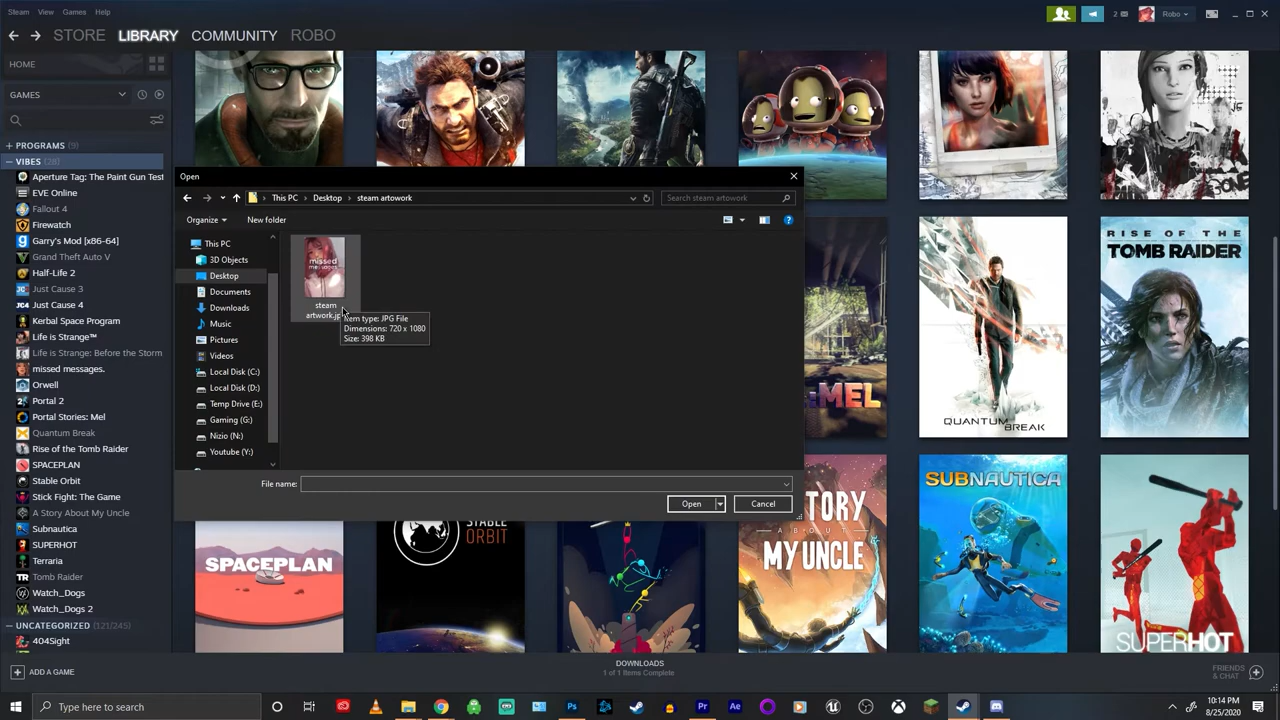 Steam View Games Help
2 Robo
STORE LIBRARY COMMUNITY ROBO
HOME
GAMES
PROGRAMS (9)
VIBES (28)
Aperture Tag: The Paint Gun Test
EVE Online
Fallout 4
Firewatch
Garry's Mod [x86-64]
Grand Theft Auto V
Half-Life 2
Just Cause 3
Just Cause 4
Kerbal Space Program
Life is Strange™
Life is Strange: Before the Storm
missed messages.
Orwell
Portal 2
Portal Stories: Mel
Quantum Break
Rise of the Tomb Raider
SPACEPLAN
Stable Orbit
Stick Fight: The Game
A Story About My Uncle
Subnautica
SUPERHOT
Terraria
Tomb Raider
Watch_Dogs
Watch_Dogs 2
UNCATEGORIZED (121/245)
404Sight
Open
This PC Desktop steam artowork
Search steam artowork
Organize New folder
This PC
3D Objects
Desktop
Documents
Downloads
Music
Pictures
Videos
Local Disk (C:)
Local Disk (D:)
Temp Drive (E:)
Gaming (G:)
Nizio (N:)
Youtube (Y:)
missed
messages.
steam
artwork.jp
Item type: JPG File
Dimensions: 720 x 1080
Size: 398 KB
File name:
Open Cancel
RISE OF THE
TOMB RAIDER
MEL
QUANTUM
BREAK
SPACEPLAN
STABLE
ORBIT
STORY
ABOUT
MY UNCLE
SUBNAUTICA
SUPERHOT
ADD A GAME
DOWNLOADS
1 of 1 Items Complete
FRIENDS
& CHAT
Type here to search
10:14 PM
8/25/2020